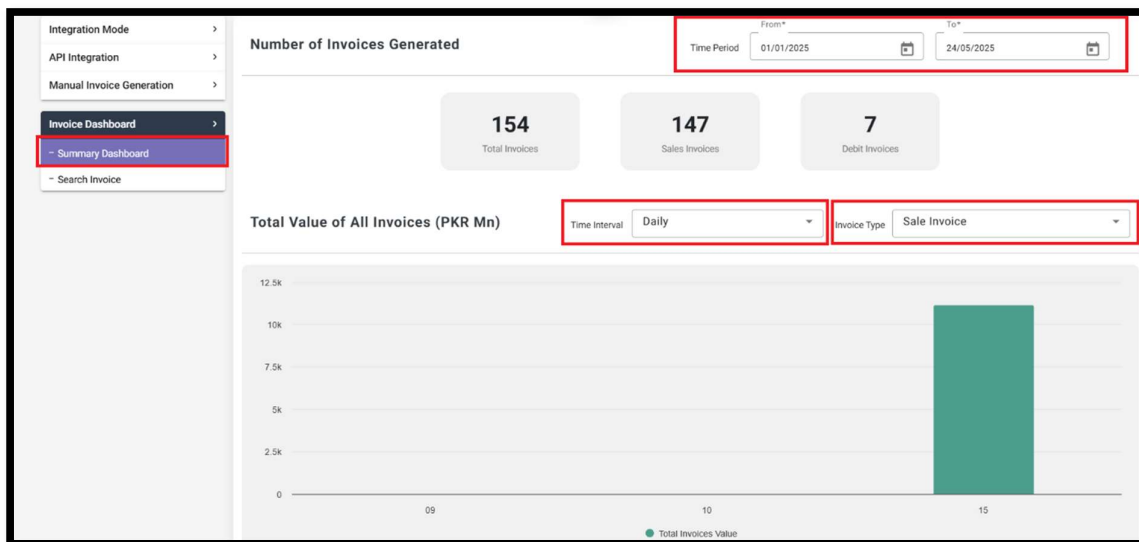 Integration Mode
API Integration
Manual Invoice Generation
Invoice Dashboard
- Summary Dashboard
- Search Invoice
Number of Invoices Generated
Time Period
From*
01/01/2025
To*
24/05/2025
154
Total Invoices
147
Sales Invoices
7
Debit Invoices
Total Value of All Invoices (PKR Mn)
Time Interval
Daily
Invoice Type
Sale Invoice
12.5k
10k
7.5k
5k
2.5k
0
09
10
15
Total Invoices Value